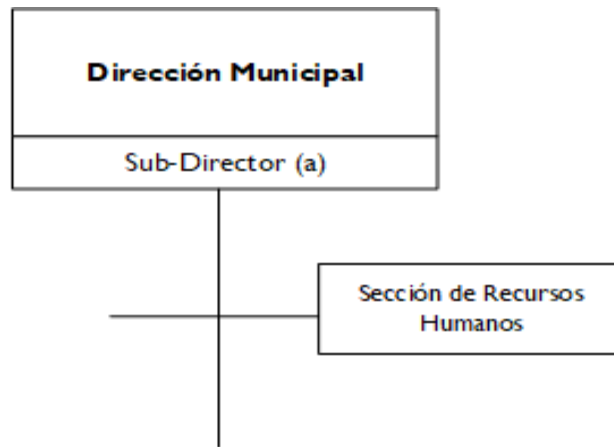 Dirección Municipal
Sub-Director (a)
Sección de Recursos
Humanos